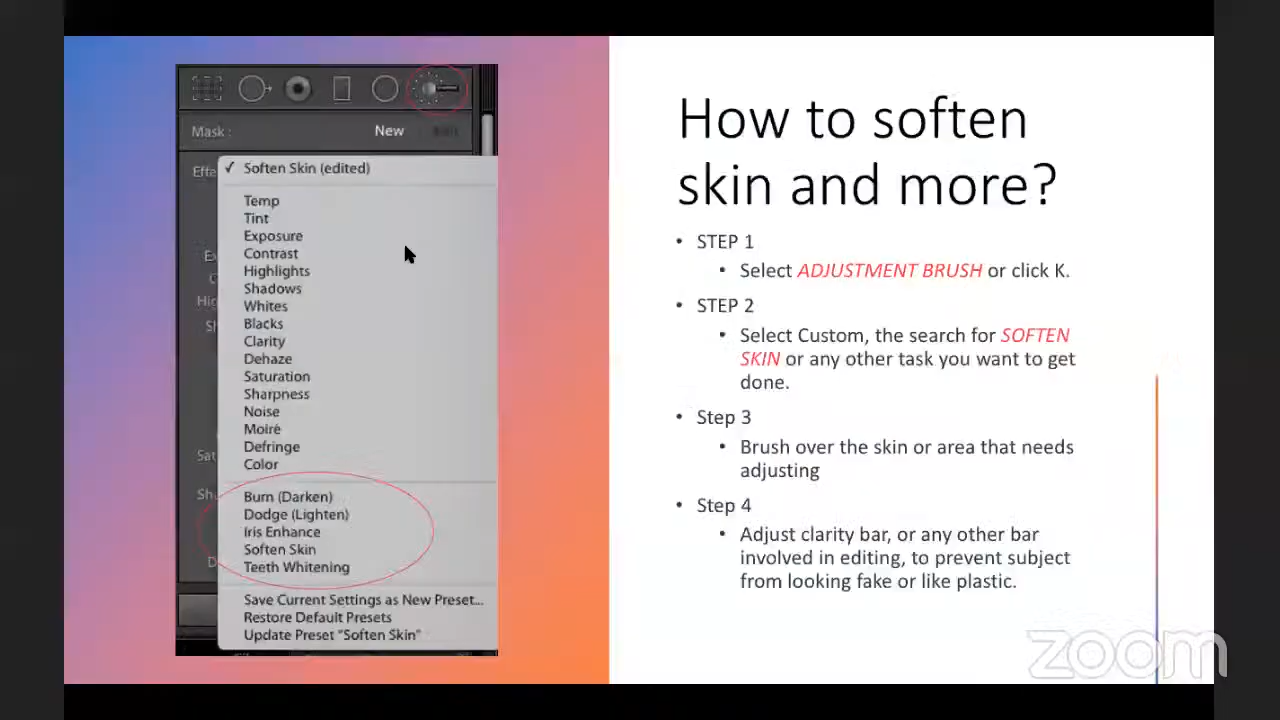 Mask :
New
Effe
✓ Soften Skin (edited)
Temp
Tint
Exposure
Contrast
Highlights
Shadows
Whites
Blacks
Clarity
Dehaze
Saturation
Sharpness
Noise
Moiré
Defringe
Color
Burn (Darken)
Dodge (Lighten)
Iris Enhance
Soften Skin
Teeth Whitening
Save Current Settings as New Preset...
Restore Default Presets
Update Preset "Soften Skin"
How to soften
skin and more?
• STEP 1
• Select ADJUSTMENT BRUSH or click K.
• STEP 2
• Select Custom, the search for SOFTEN
SKIN or any other task you want to get
done.
• Step 3
• Brush over the skin or area that needs
adjusting
• Step 4
• Adjust clarity bar, or any other bar
involved in editing, to prevent subject
from looking fake or like plastic.
zoom